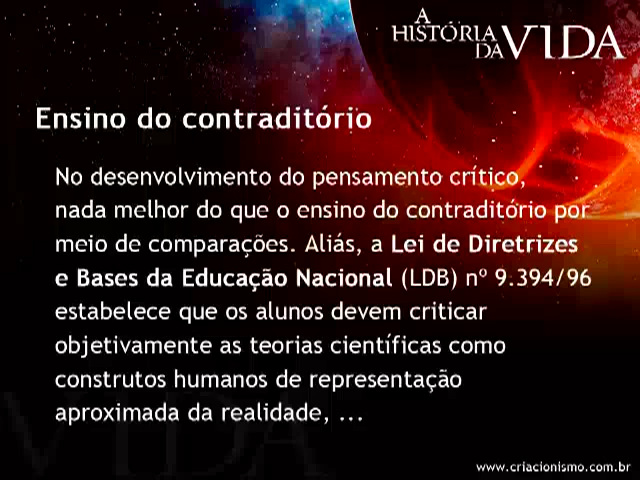 A
HISTÓRIA
DA VIDA
Ensino do contraditório
No desenvolvimento do pensamento crítico,
nada melhor do que o ensino do contraditório por
meio de comparações. Aliás, a Lei de Diretrizes
e Bases da Educação Nacional (LDB) nº 9.394/96
estabelece que os alunos devem criticar
objetivamente as teorias científicas como
construtos humanos de representação
aproximada da realidade, ...
VIDA
www.criacionismo.com.br